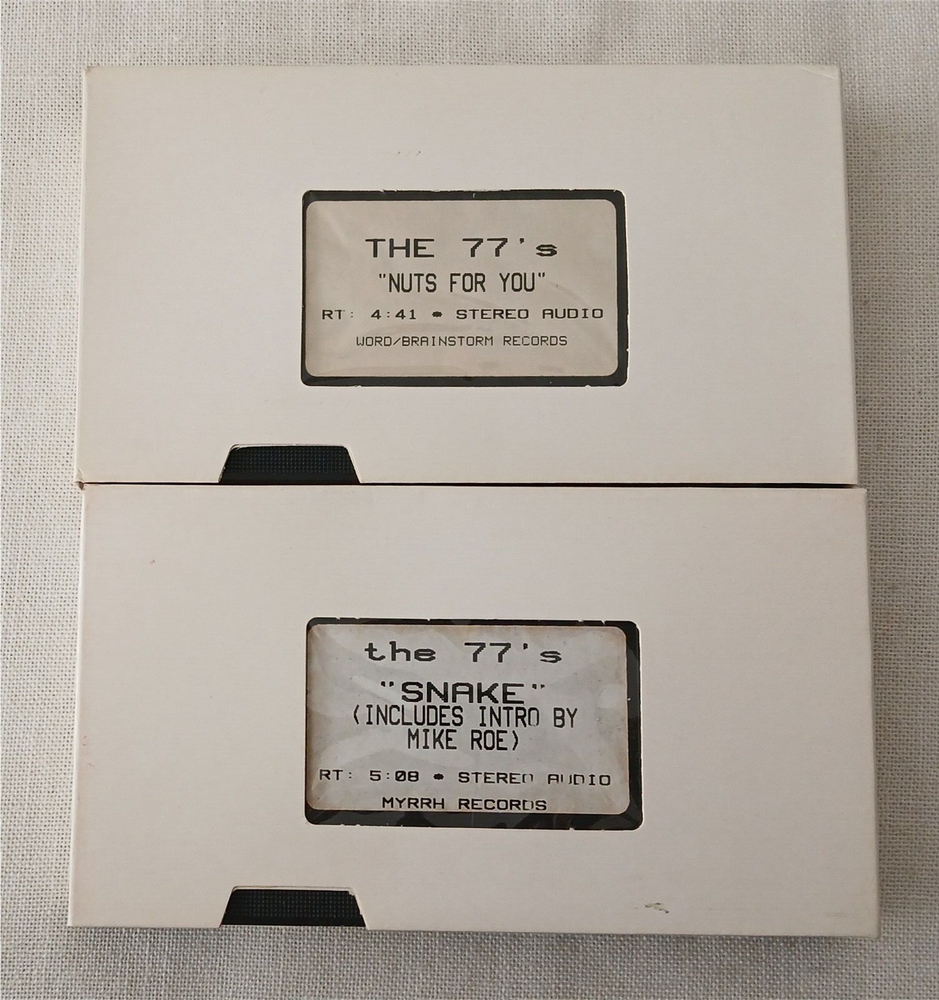 THE 77's
"NUTS FOR YOU"
RT: 4:41 * STEREO AUDIO
WORD/BRAINSTORM RECORDS
the 77's
"SNAKE"
(INCLUDES INTRO BY
MIKE ROE)
RT: 5:08 * STEREO AUDIO
MYRRH RECORDS